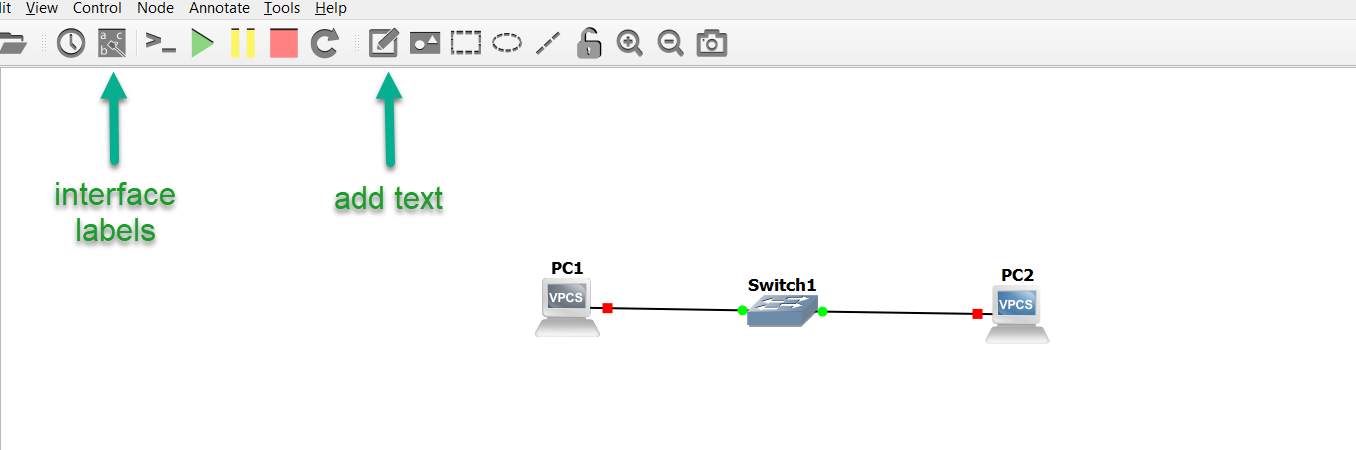 it View Control Node Annotate Tools Help
a c
b
interface
labels
add text
PC1
VPCS
Switch1
PC2
VPCS